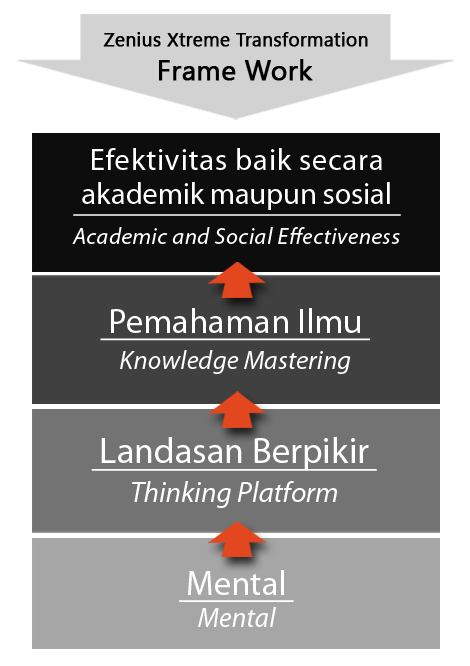 Zenius Xtreme Transformation
Frame Work
Efektivitas baik secara
akademik maupun sosial
Academic and Social Effectiveness
Pemahaman Ilmu
Knowledge Mastering
Landasan Berpikir
Thinking Platform
Mental
Mental